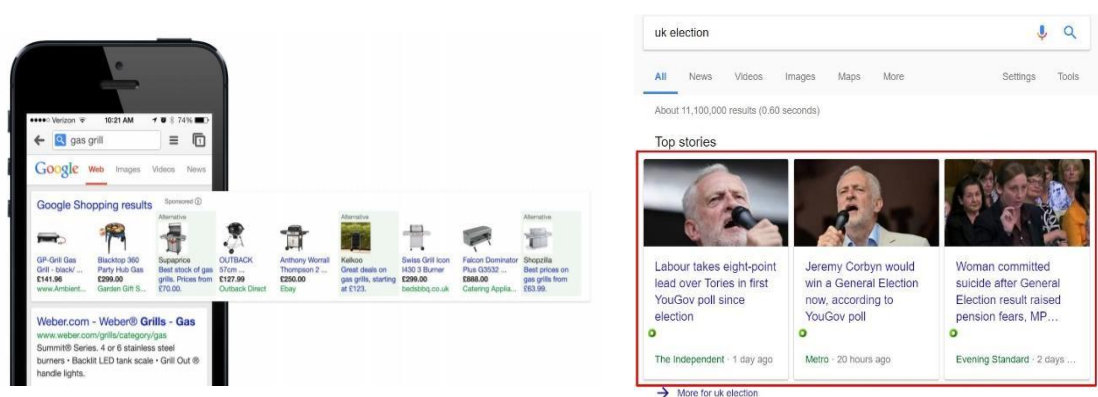 Verizon 10:21 AM 74%
gas grill
Google Web Images Videos News
Google Shopping results Sponsored
GP-Grill Gas
Grill - black/ ...
£141.96
www.Ambient...
Blacktop 360
Party Hub Gas
£299.00
Garden Gift S...
Alternative
Supaprice
Best stock of gas
grills. Prices from
£70.00.
OUTBACK
57cm ...
£127.99
Outback Direct
Anthony Worrall
Thompson 2 ...
£250.00
Ebay
Alternative
Kelkoo
Great deals on
gas grills, starting
at £123.
Swiss Grill Icon
I430 3 Burner
£299.00
bedsbbq.co.uk
Falcon Dominator
Plus G3532 ...
£888.00
Catering Applia...
Alternative
Shopzilla
Best prices on
gas grills from
£63.99.
Weber.com - Weber® Grills - Gas
www.weber.com/grills/category/gas
Summit® Series. 4 or 6 stainless steel
burners • Backlit LED tank scale • Grill Out ®
handle lights.
uk election
All News Videos Images Maps More Settings Tools
About 11,100,000 results (0.60 seconds)
Top stories
Labour takes eight-point
lead over Tories in first
YouGov poll since
election
The Independent · 1 day ago
Jeremy Corbyn would
win a General Election
now, according to
YouGov poll
Metro · 20 hours ago
Woman committed
suicide after General
Election result raised
pension fears, MP…
Evening Standard · 2 days ...
→ More for uk election